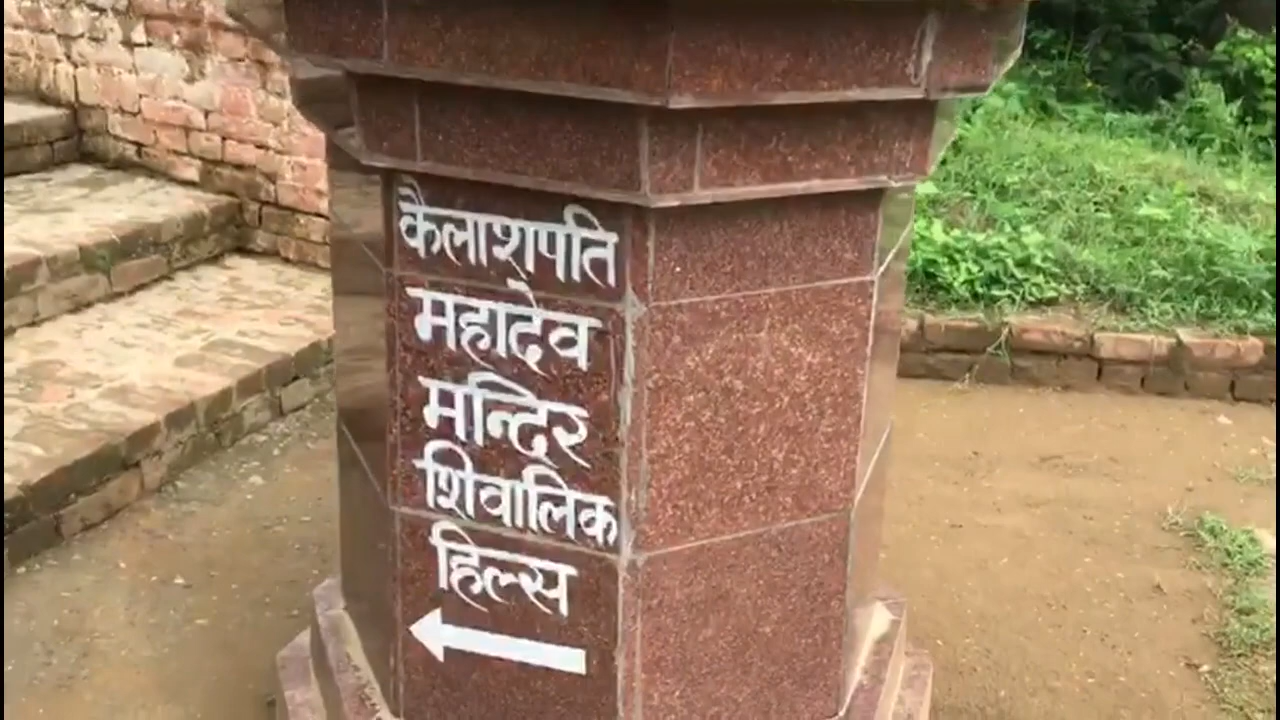 कैलाशपति
महादेव
मन्दिर
शिवालिक
हिल्स